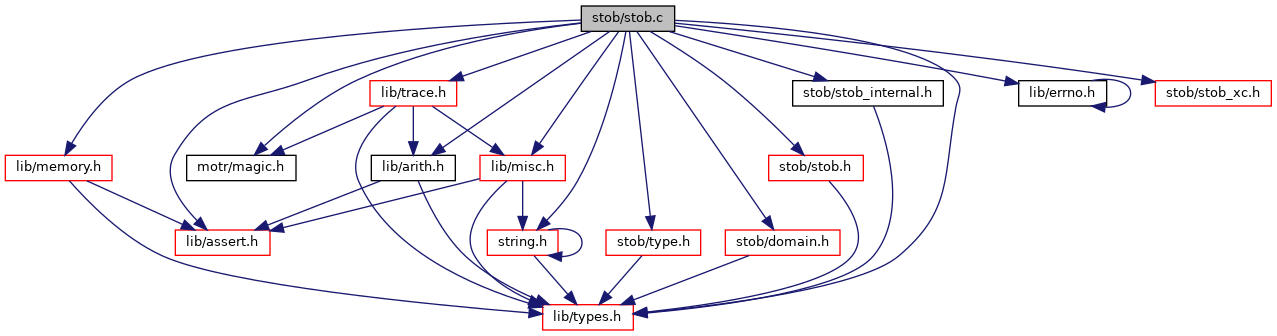 stob/stob.c
lib/trace.h
stob/stob_internal.h
lib/errno.h
stob/stob_xc.h
lib/memory.h
motr/magic.h
lib/arith.h
lib/misc.h
stob/stob.h
lib/assert.h
string.h
stob/type.h
stob/domain.h
lib/types.h